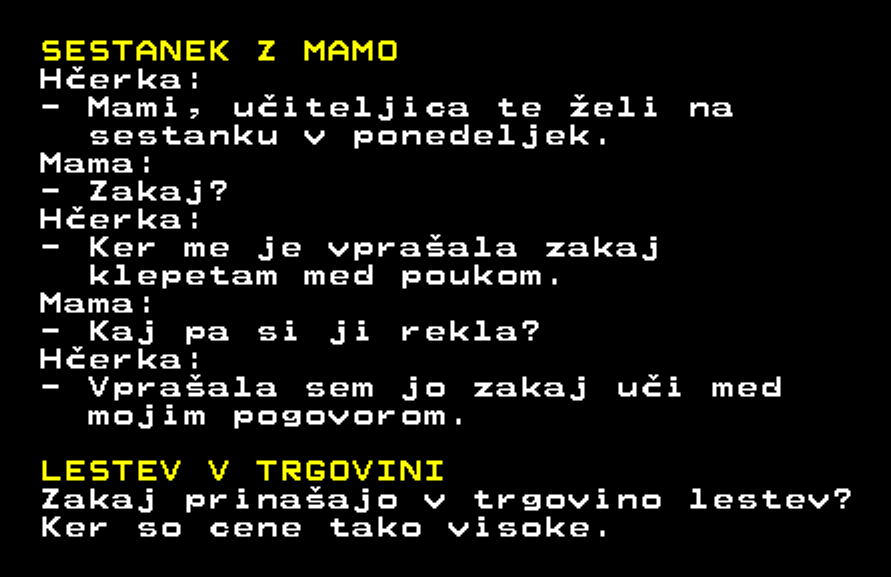 SESTANEK Z MAMO
Hčerka:
- Mami, učiteljica te želi na
sestanku v ponedeljek.
Mama:
- Zakaj?
Hčerka:
- Ker me je vprašala zakaj
klepetam med poukom.
Mama:
- Kaj pa si ji rekla?
Hčerka:
- Vprašala sem jo zakaj uči med
mojim pogovorom.
LESTEV V TRGOVINI
Zakaj prinašajo v trgovino lestev?
Ker so cene tako visoke.